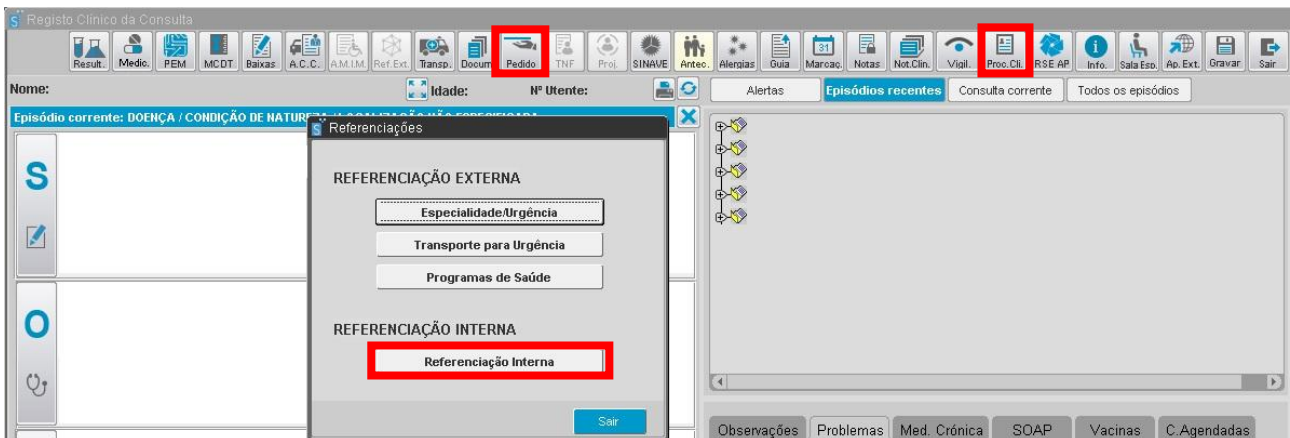 S Registo Clínico da Consulta
Result. Medic. PEM MCDT Baixas A.C.C. A.M.I.M. Ref.Ext. Transp. Docum Pedido TNF Proj. SINAVE Antec. Alergias Guia Marcaç. Notas Not.Clin. Vigil. Proc.Cli. RSE AP Info. Sala Esp. Ap. Ext. Gravar Sair
Nome: Idade: Nº Utente: Alertas Episódios recentes Consulta corrente Todos os episódios
Episódio corrente: DOENÇA / CONDIÇÃO DE
S Referenciações
S
REFERENCIAÇÃO EXTERNA
Especialidade/Urgência
Transporte para Urgência
Programas de Saúde
O
REFERENCIAÇÃO INTERNA
Referenciação Interna
Sair
Observações Problemas Med. Crónica SOAP Vacinas C.Agendadas